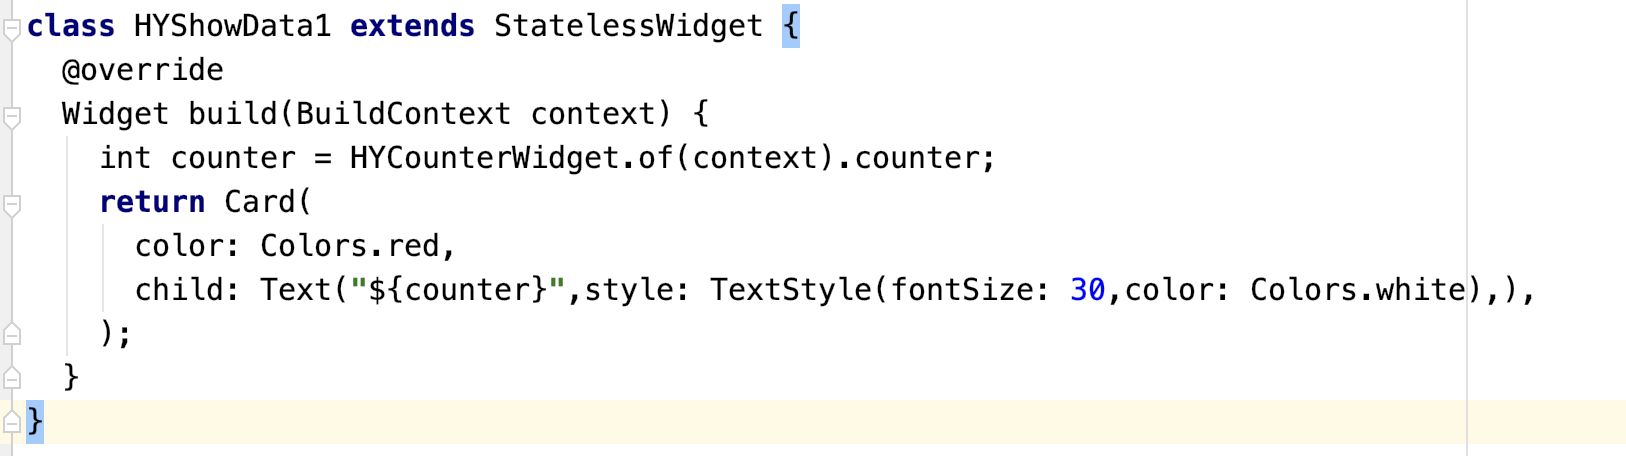 class HYShowData1 extends StatelessWidget {
  @override
  Widget build(BuildContext context) {
    int counter = HYCounterWidget.of(context).counter;
    return Card(
      color: Colors.red,
      child: Text("${counter}",style: TextStyle(fontSize: 30,color: Colors.white),),
    );
  }
}